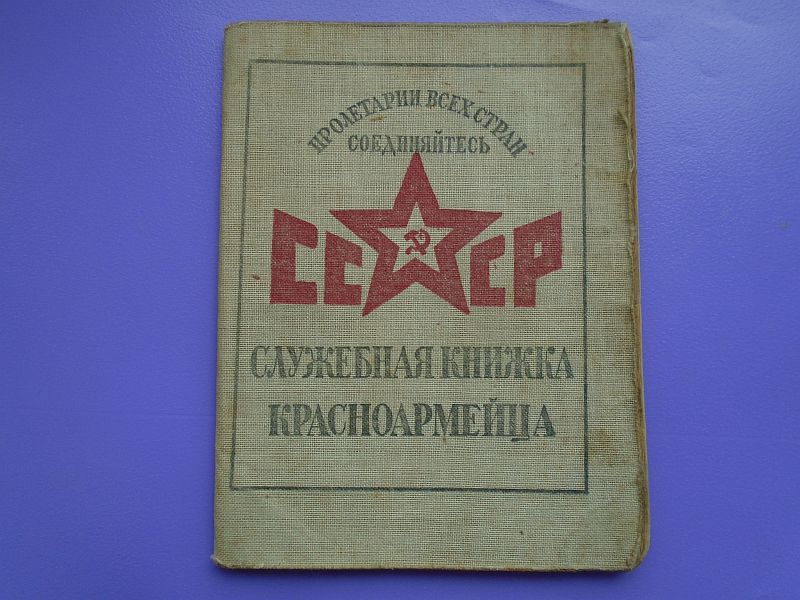 ПРОЛЕТАРИИ ВСЕХ СТРАН
СОЕДИНЯЙТЕСЬ
СССР
СЛУЖЕБНАЯ КНИЖКА
КРАСНОАРМЕЙЦА